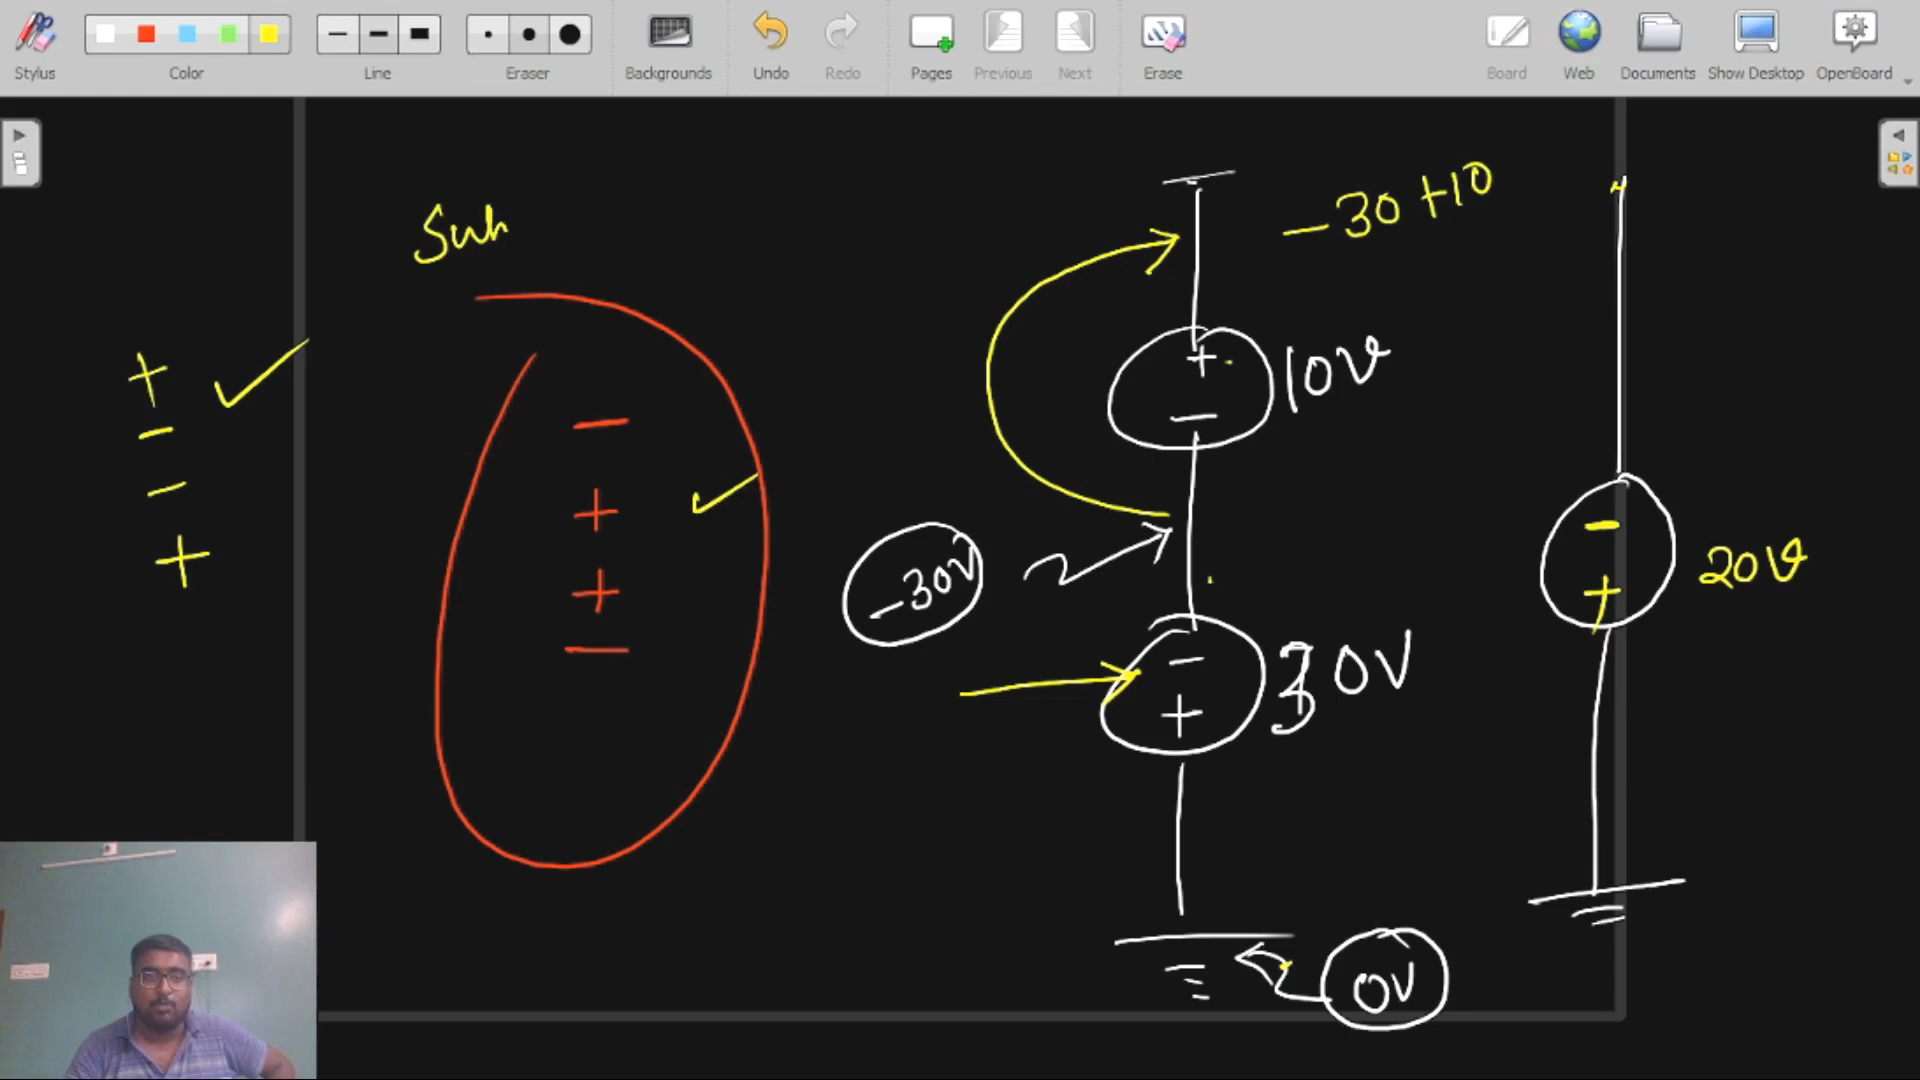 Stylus
Color
Line
Eraser
Backgrounds
Undo
Redo
Pages
Previous
Next
Erase
Board
Web
Documents
Show Desktop
OpenBoard
-30 +10
+
-
-
+
-
+
+
-
+
-
10V
-30V
-
+
30V
-
+
20V
0V